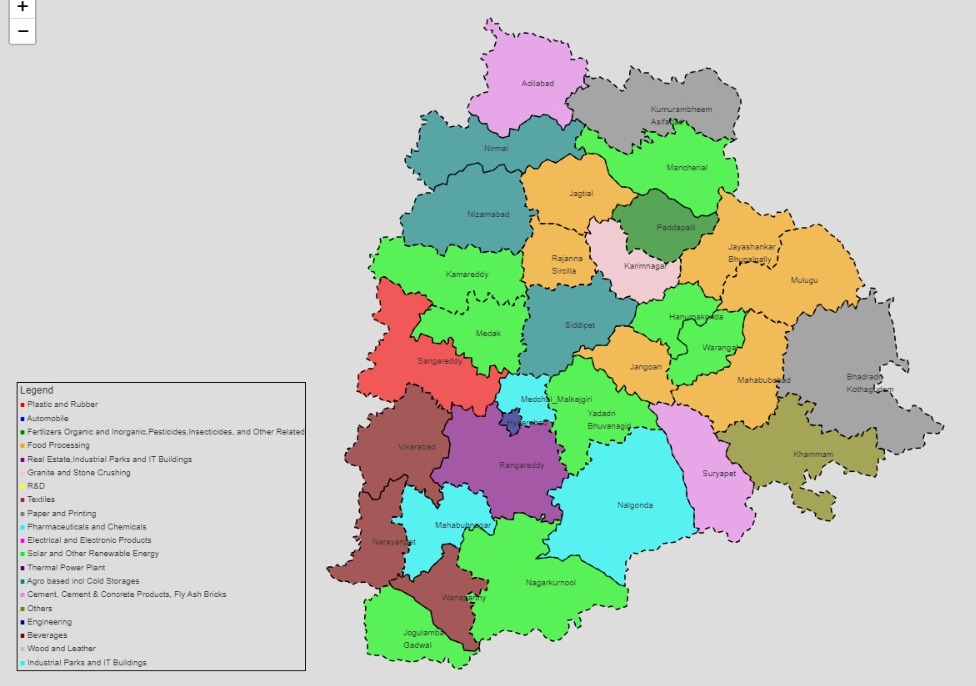 +
−
Adilabad
Kumurambheem
Nirmal
Mancherial
Jagtial
Nizamabad
Peddapalli
Jayashankar
Bhupalpally
Rajanna
Sircilla
Karimnagar
Kamareddy
Mulugu
Hanumakonda
Siddipet
Medak
Warangal
Sangareddy
Jangoan
Mahabubabad
Bhadradri
Kothagudem
Medchal_Malkajgiri
Yadadri
Bhuvanagiri
Vikarabad
Khammam
Rangareddy
Suryapet
Nalgonda
Mahabubnagar
Narayanpet
Nagarkurnool
Wanaparthy
Jogulamba
Gadwal
Legend
Plastic and Rubber
Automobile
Fertlizers Organic and Inorganic,Pesticides,Insecticides, and Other Related
Food Processing
Real Estate,Industrial Parks and IT Buildings
Granite and Stone Crushing
R&D
Textiles
Paper and Printing
Pharmaceuticals and Chemicals
Electrical and Electronic Products
Solar and Other Renewable Energy
Thermal Power Plant
Agro based incl Cold Storages
Cement, Cement & Concrete Products, Fly Ash Bricks
Others
Engineering
Beverages
Wood and Leather
Industrial Parks and IT Buildings